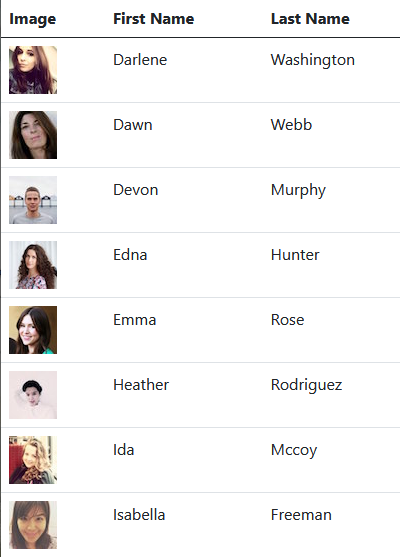 Image First Name Last Name
Darlene Washington
Dawn Webb
Devon Murphy
Edna Hunter
Emma Rose
Heather Rodriguez
Ida Mccoy
Isabella Freeman